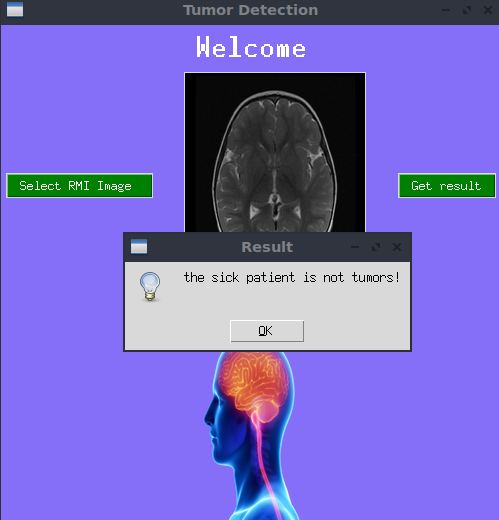 Tumor Detection
Welcome
Select RMI Image
Get result
Result
the sick patient is not tumors!
OK